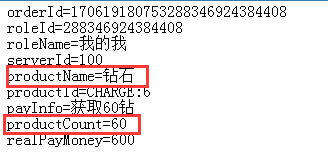 orderId=170619180753288346924384408
roleId=288346924384408
roleName=我的我
serverId=100
productName=钻石
productId=CHARGE:6
payInfo=获取60钻
productCount=60
realPayMoney=600